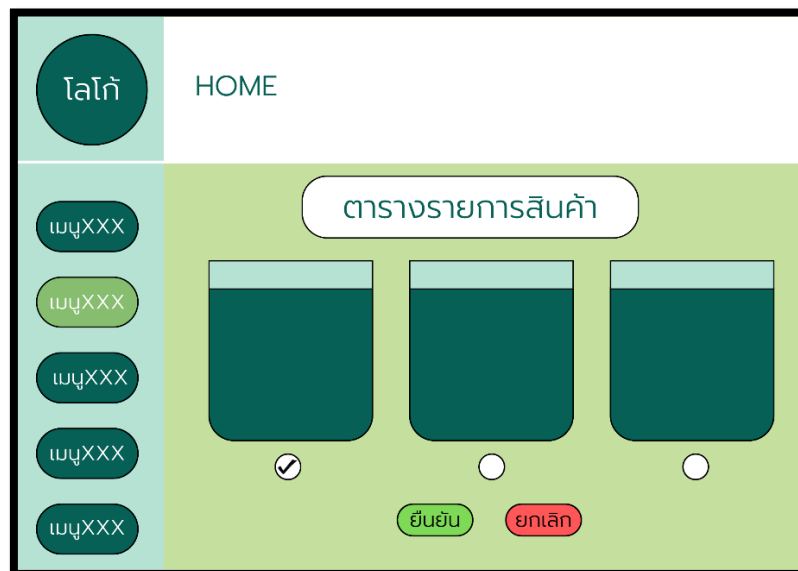 โลโก้
HOME
ตารางรายการสินค้า
เมนูXXX
เมนูXXX
เมนูXXX
เมนูXXX
เมนูXXX
ยืนยัน
ยกเลิก